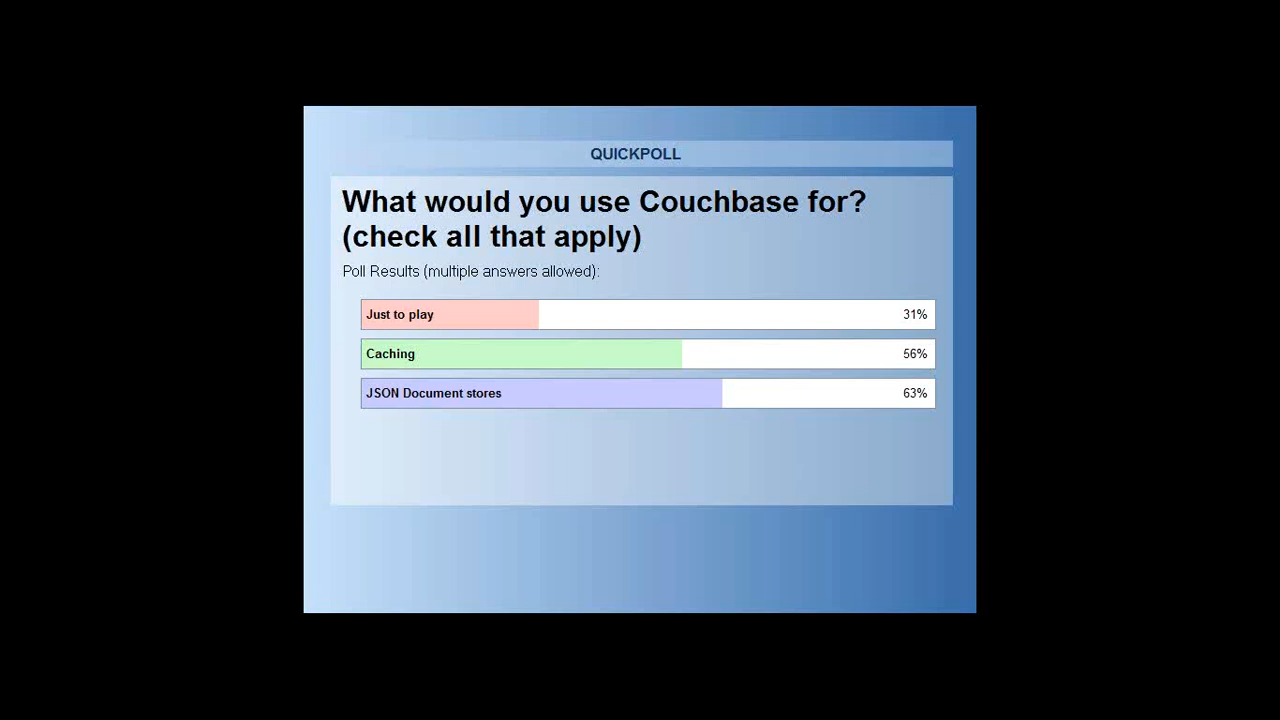 QUICKPOLL
What would you use Couchbase for?
(check all that apply)
Poll Results (multiple answers allowed):
Just to play 31%
Caching 56%
JSON Document stores 63%